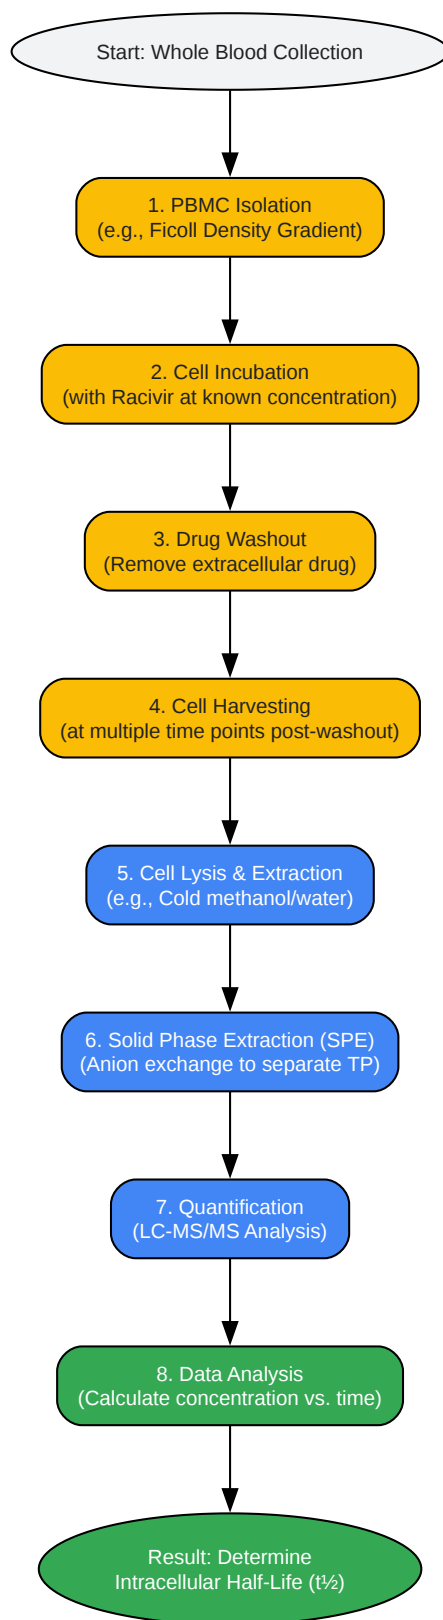 Start: Whole Blood Collection
1. PBMC Isolation
(e.g., Ficoll Density Gradient)
2. Cell Incubation
(with Racivir at known concentration)
3. Drug Washout
(Remove extracellular drug)
4. Cell Harvesting
(at multiple time points post-washout)
5. Cell Lysis & Extraction
(e.g., Cold methanol/water)
6. Solid Phase Extraction (SPE)
(Anion exchange to separate TP)
7. Quantification
(LC-MS/MS Analysis)
8. Data Analysis
(Calculate concentration vs. time)
Result: Determine
Intracellular Half-Life (t½)